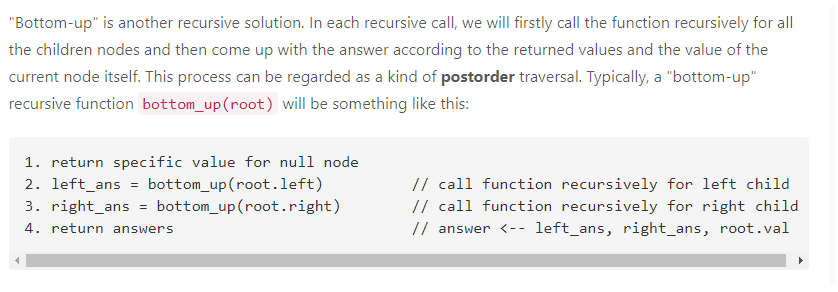 "Bottom-up" is another recursive solution. In each recursive call, we will firstly call the function recursively for all
the children nodes and then come up with the answer according to the returned values and the value of the
current node itself. This process can be regarded as a kind of postorder traversal. Typically, a "bottom-up"
recursive function bottom_up(root) will be something like this:
1. return specific value for null node
2. left_ans = bottom_up(root.left) // call function recursively for left child
3. right_ans = bottom_up(root.right) // call function recursively for right child
4. return answers // answer <-- left_ans, right_ans, root.val